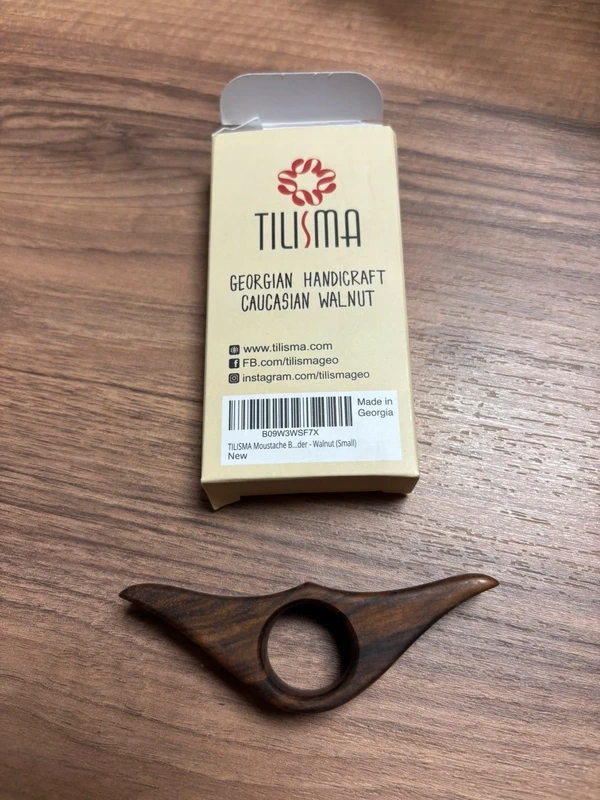 TILISMA
GEORGIAN HANDICRAFT
CAUCASIAN WALNUT
www.tilisma.com
FB.com/tilismageo
instagram.com/tilismageo
Made in
Georgia
B09W3WSF7X
TILISMA Moustache B...der - Walnut (Small)
New